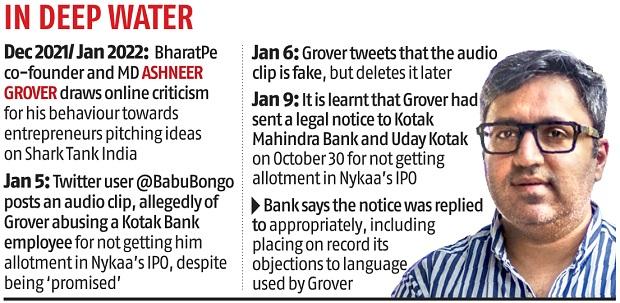 IN DEEP WATER
Dec 2021/ Jan 2022: BharatPe
co-founder and MD ASHNEER
GROVER draws online criticism
for his behaviour towards
entrepreneurs pitching ideas
on Shark Tank India
Jan 5: Twitter user @BabuBongo
posts an audio clip, allegedly of
Grover abusing a Kotak Bank
employee for not getting him
allotment in Nykaa's IPO, despite
being 'promised'
Jan 6: Grover tweets that the audio
clip is fake, but deletes it later
Jan 9: It is learnt that Grover had
sent a legal notice to Kotak
Mahindra Bank and Uday Kotak
on October 30 for not getting
allotment in Nykaa's IPO
Bank says the notice was replied
to appropriately, including
placing on record its
objections to language
used by Grover